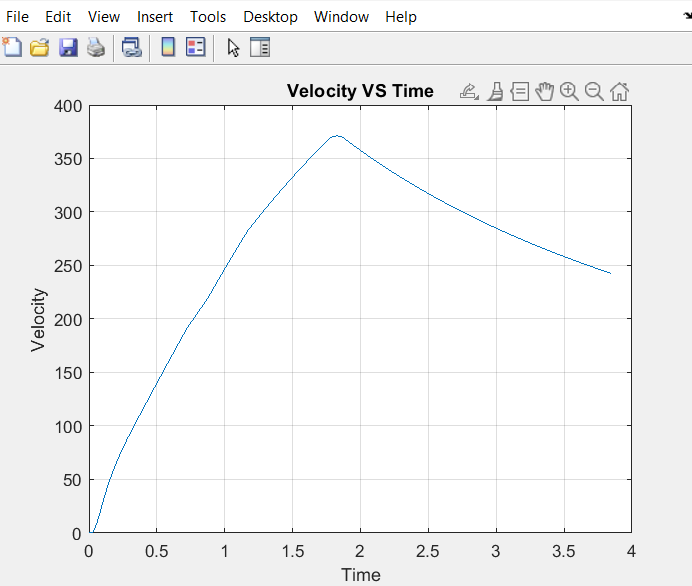 File Edit View Insert Tools Desktop Window Help
Velocity VS Time
400
350
300
250
200
150
100
50
0
Velocity
0 0.5 1 1.5 2 2.5 3 3.5 4
Time